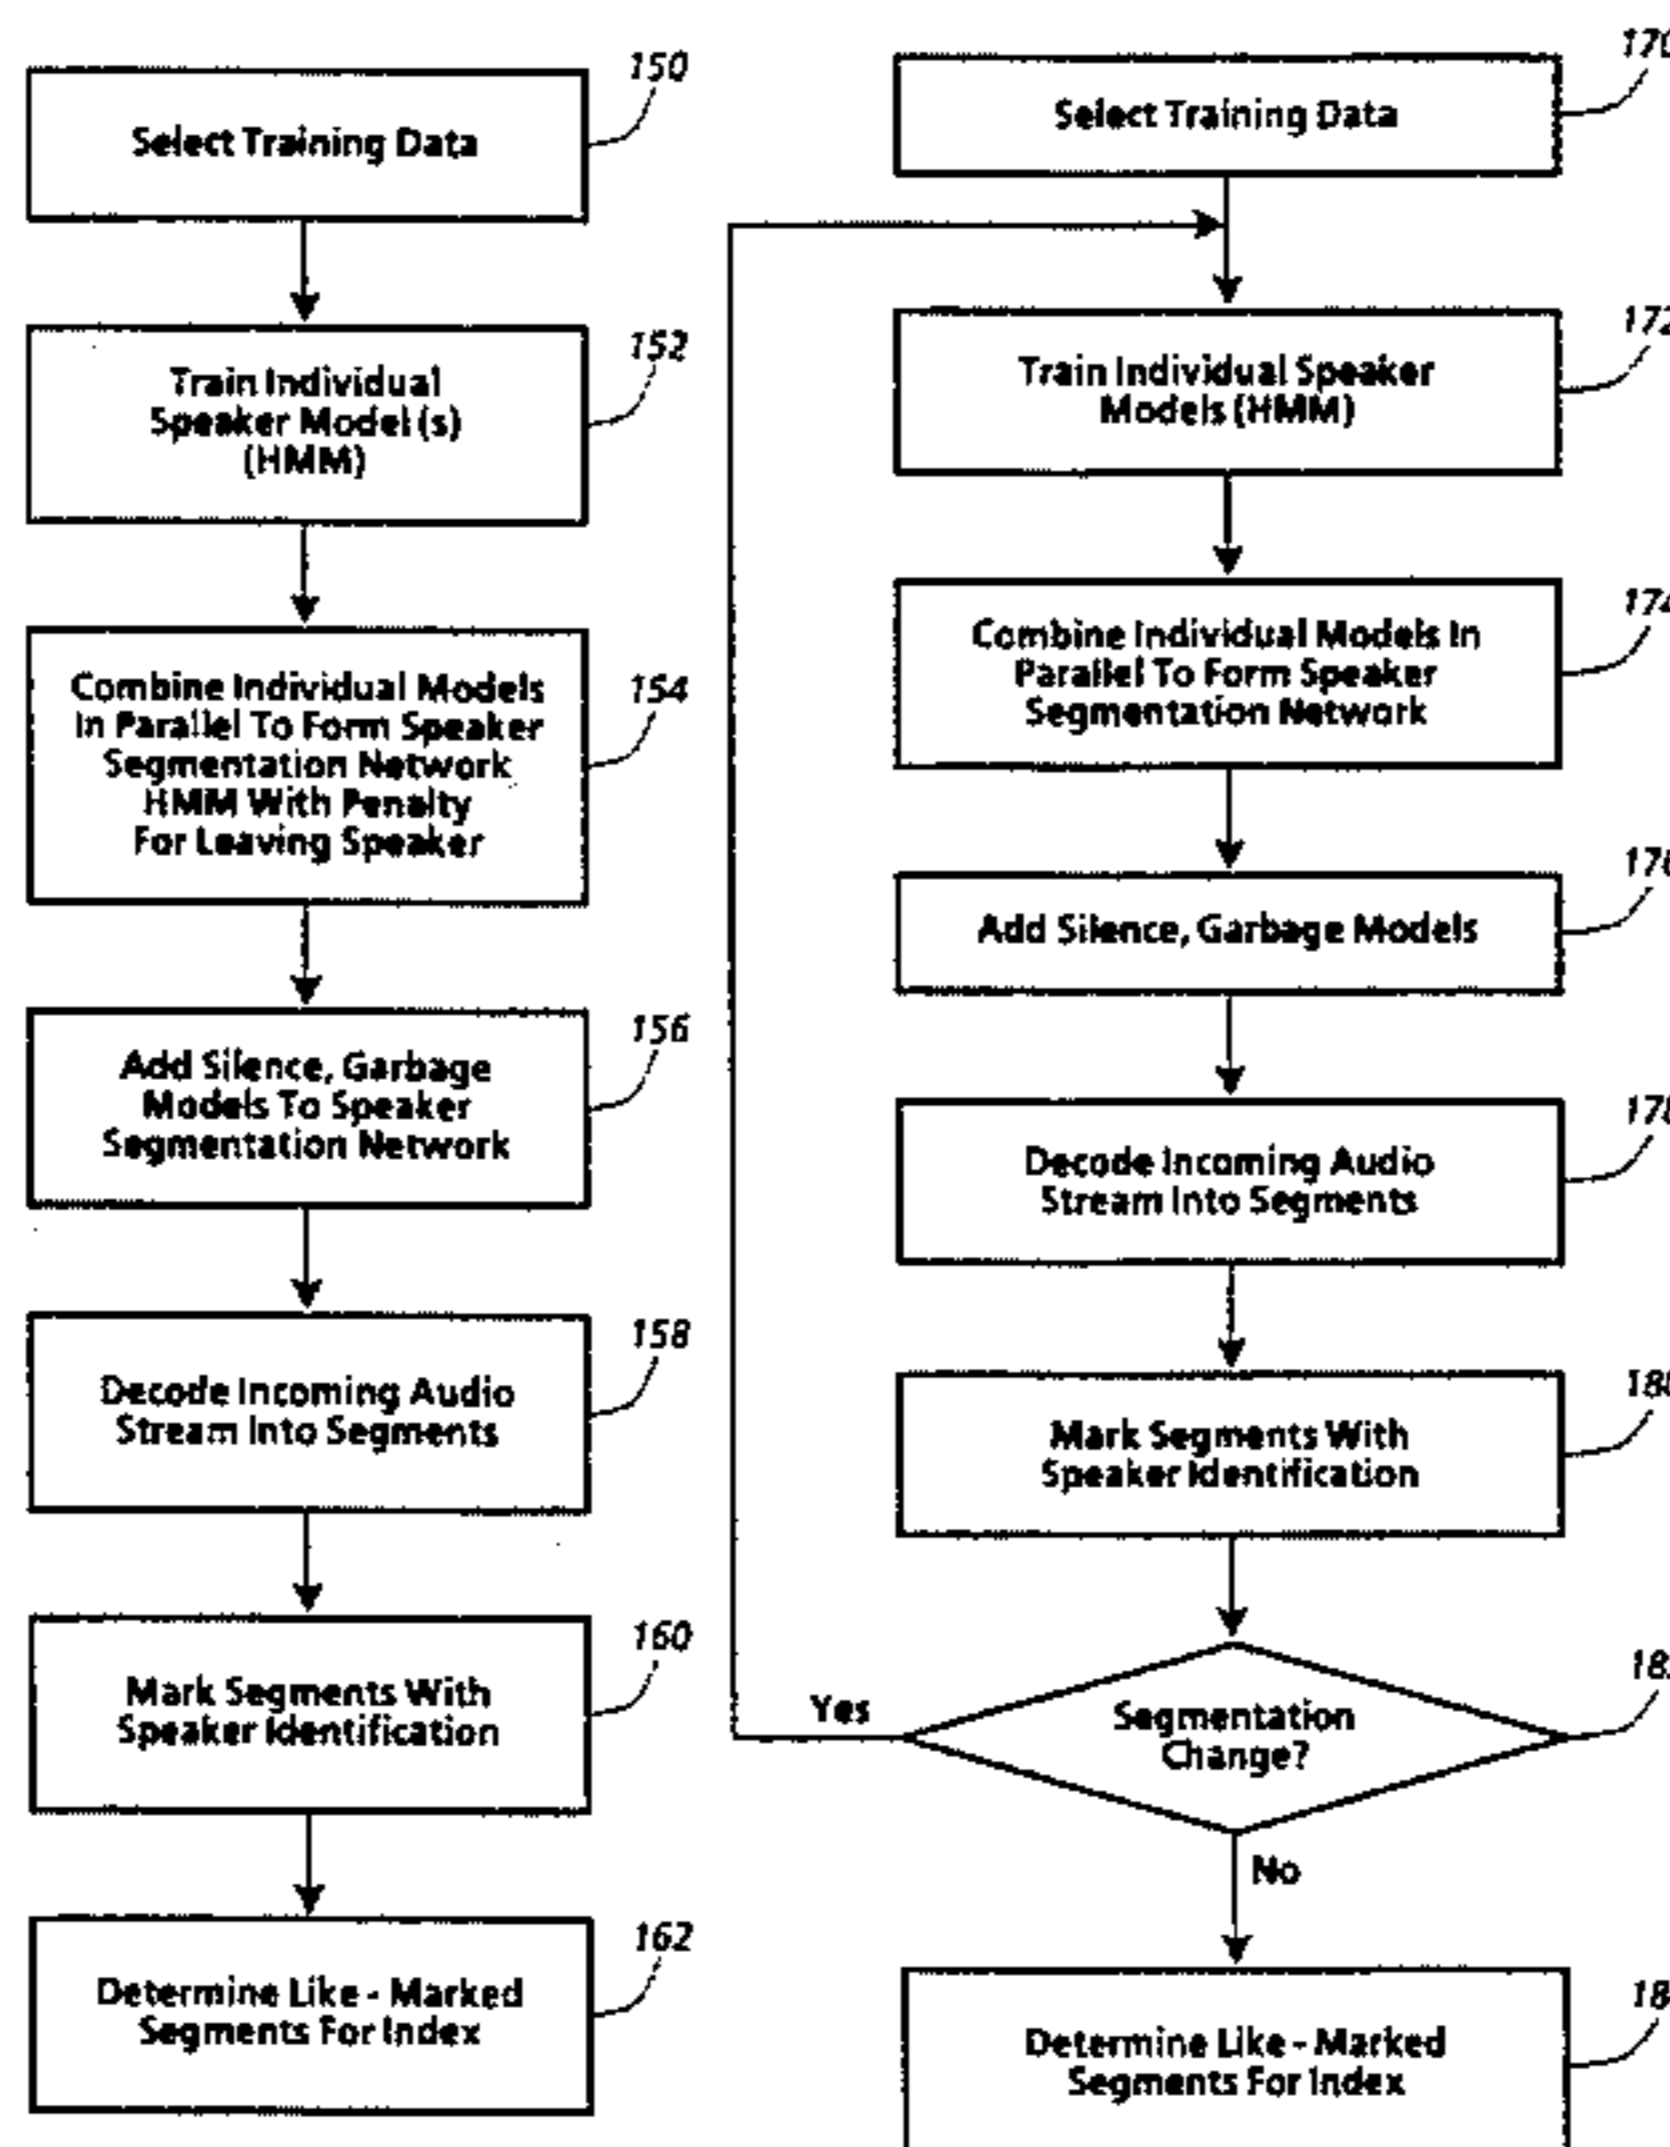 150
Select Training Data
152
Train Individual
Speaker Model (s)
(HMM)
154
Combine Individual Models
In Parallel To Form Speaker
Segmentation Network
HMM With Penalty
For Leaving Speaker
156
Add Silence, Garbage
Models To Speaker
Segmentation Network
158
Decode Incoming Audio
Stream Into Segments
160
Mark Segments With
Speaker Identification
162
Determine Like - Marked
Segments For Index
Select Training Data
172
Train Individual Speaker
Models (HMM)
Combine Individual Models In
Parallel To Form Speaker
Segmentation Network
Add Silence, Garbage Models
Decode Incoming Audio
Stream Into Segments
Mark Segments With
Speaker Identification
Yes
Segmentation
Change?
No
Determine Like - Marked
Segments For Index